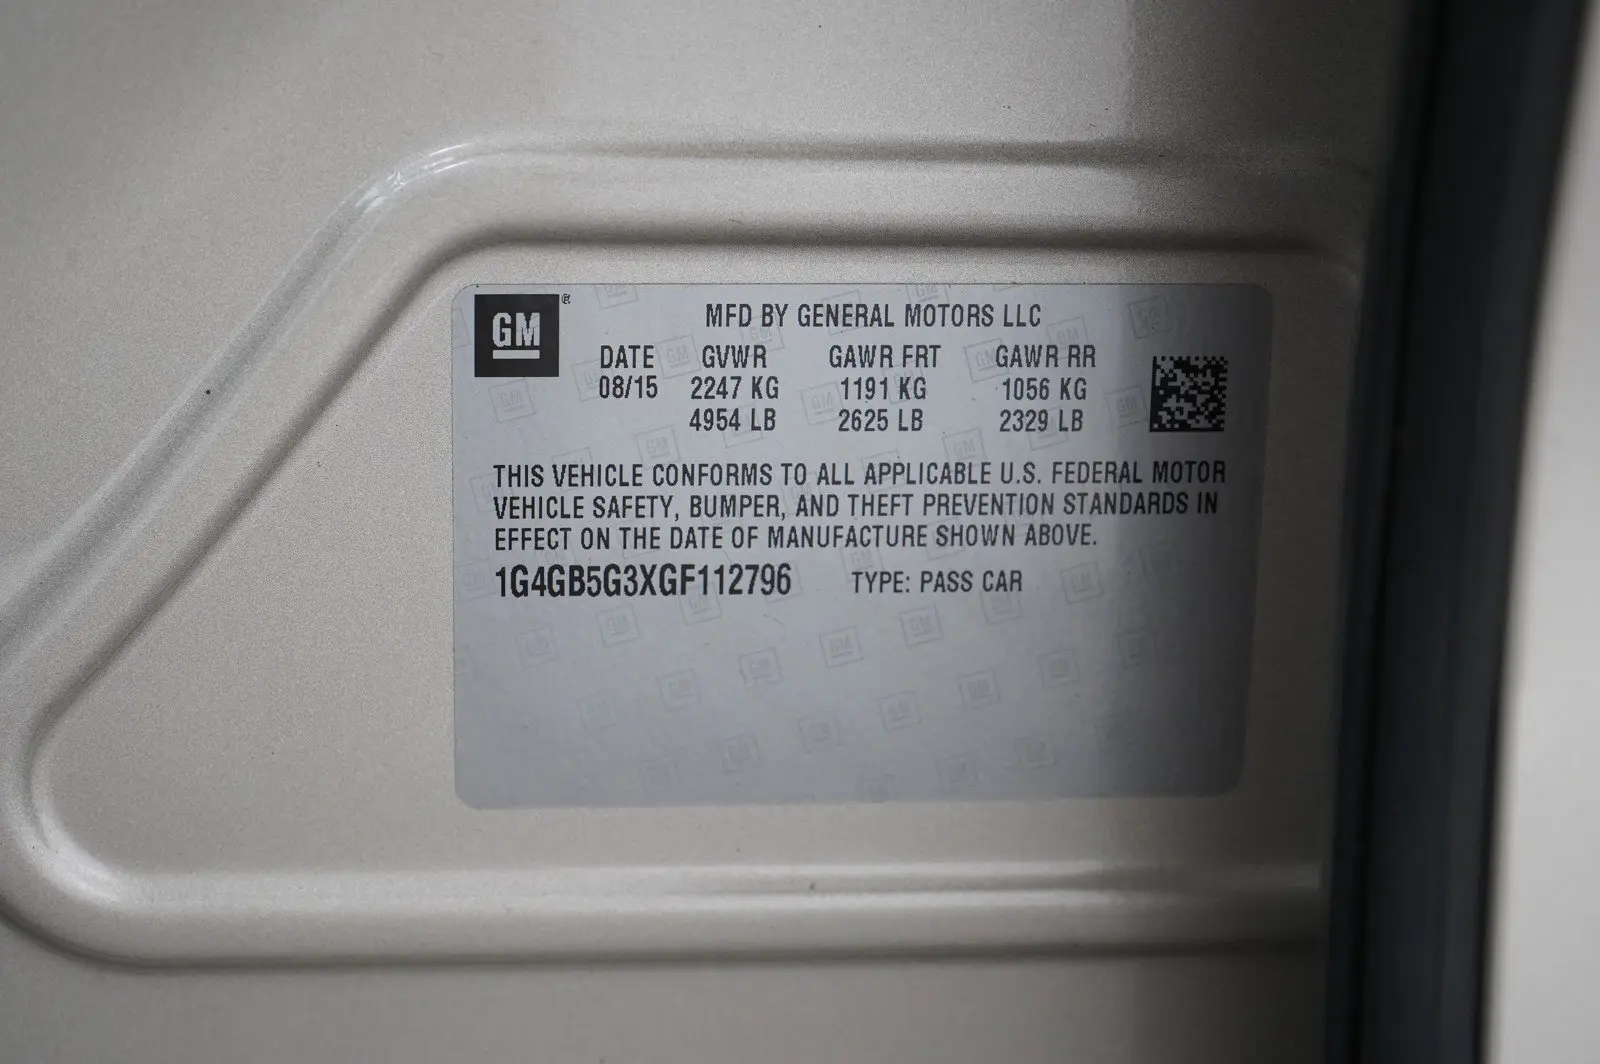 GM®
MFD BY GENERAL MOTORS LLC
DATE GVWR GAWR FRT GAWR RR
08/15 2247 KG 1191 KG 1056 KG
4954 LB 2625 LB 2329 LB
THIS VEHICLE CONFORMS TO ALL APPLICABLE U.S. FEDERAL MOTOR
VEHICLE SAFETY, BUMPER, AND THEFT PREVENTION STANDARDS IN
EFFECT ON THE DATE OF MANUFACTURE SHOWN ABOVE.
1G4GB5G3XGF112796 TYPE: PASS CAR